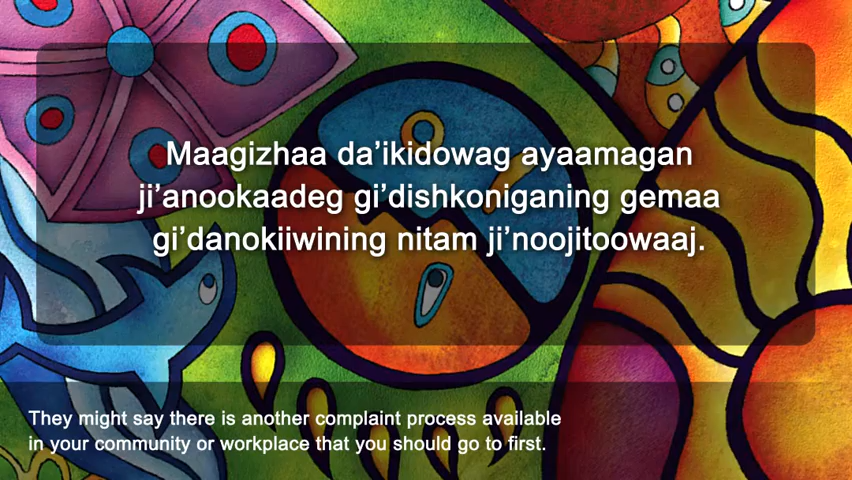 Maagizhaa da’ikidowag ayaamagan
ji’anookaadeg gi’dishkoniganing gemaa
gi’danokiiwining nitam ji’noojitoowaaj.
They might say there is another complaint process available
in your community or workplace that you should go to first.